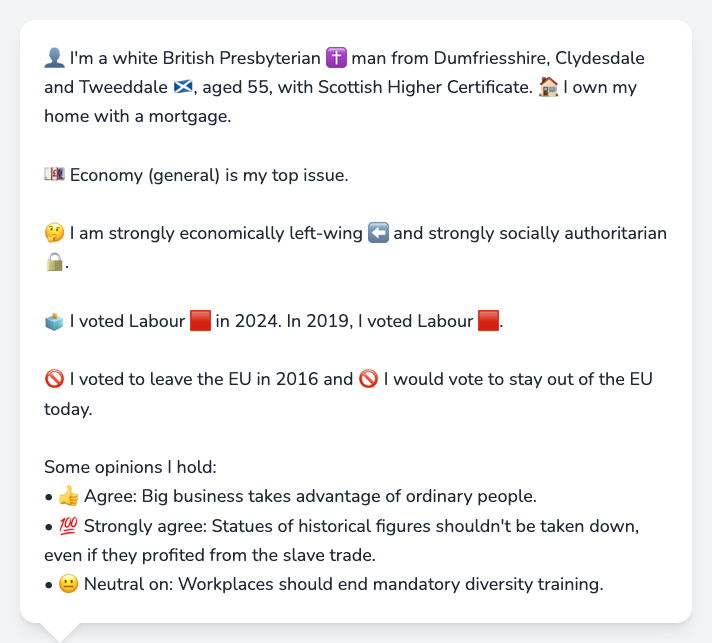 👤 I'm a white British Presbyterian ✝️ man from Dumfriesshire, Clydesdale
and Tweeddale 🏴󠁧󠁢󠁳󠁣󠁴󠁿, aged 55, with Scottish Higher Certificate. 🏠 I own my
home with a mortgage.
💷 Economy (general) is my top issue.
🤔 I am strongly economically left-wing ⬅️ and strongly socially authoritarian
🔒.
🗳️ I voted Labour 🟥 in 2024. In 2019, I voted Labour 🟥.
🚫 I voted to leave the EU in 2016 and 🚫 I would vote to stay out of the EU
today.
Some opinions I hold:
• 👍 Agree: Big business takes advantage of ordinary people.
• 💯 Strongly agree: Statues of historical figures shouldn't be taken down,
even if they profited from the slave trade.
• 😐 Neutral on: Workplaces should end mandatory diversity training.